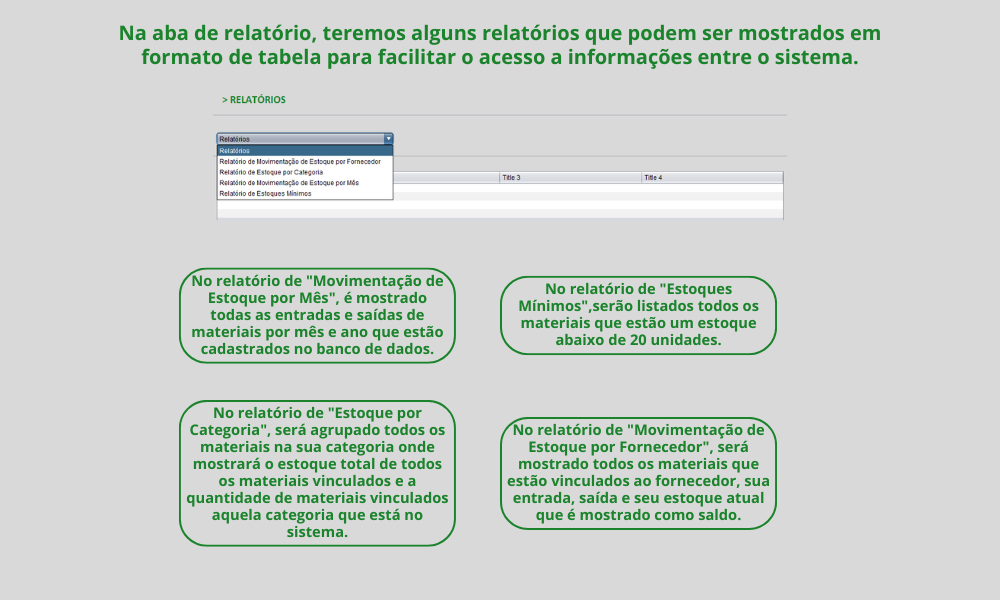 Na aba de relatório, teremos alguns relatórios que podem ser mostrados em
formato de tabela para facilitar o acesso a informações entre o sistema.
> RELATÓRIOS
Relatórios
Relatórios
Relatório de Movimentação de Estoque por Fornecedor
Relatório de Estoque por Categoria
Relatório de Movimentação de Estoque por Mês
Relatório de Estoques Mínimos
Title 3
Title 4
No relatório de "Movimentação de
Estoque por Mês", é mostrado
todas as entradas e saídas de
materiais por mês e ano que estão
cadastrados no banco de dados.
No relatório de "Estoques
Mínimos",serão listados todos os
materiais que estão um estoque
abaixo de 20 unidades.
No relatório de "Estoque por
Categoria", será agrupado todos os
materiais na sua categoria onde
mostrará o estoque total de todos
os materiais vinculados e a
quantidade de materiais vinculados
aquela categoria que está no
sistema.
No relatório de "Movimentação de
Estoque por Fornecedor", será
mostrado todos os materiais que
estão vinculados ao fornecedor, sua
entrada, saída e seu estoque atual
que é mostrado como saldo.